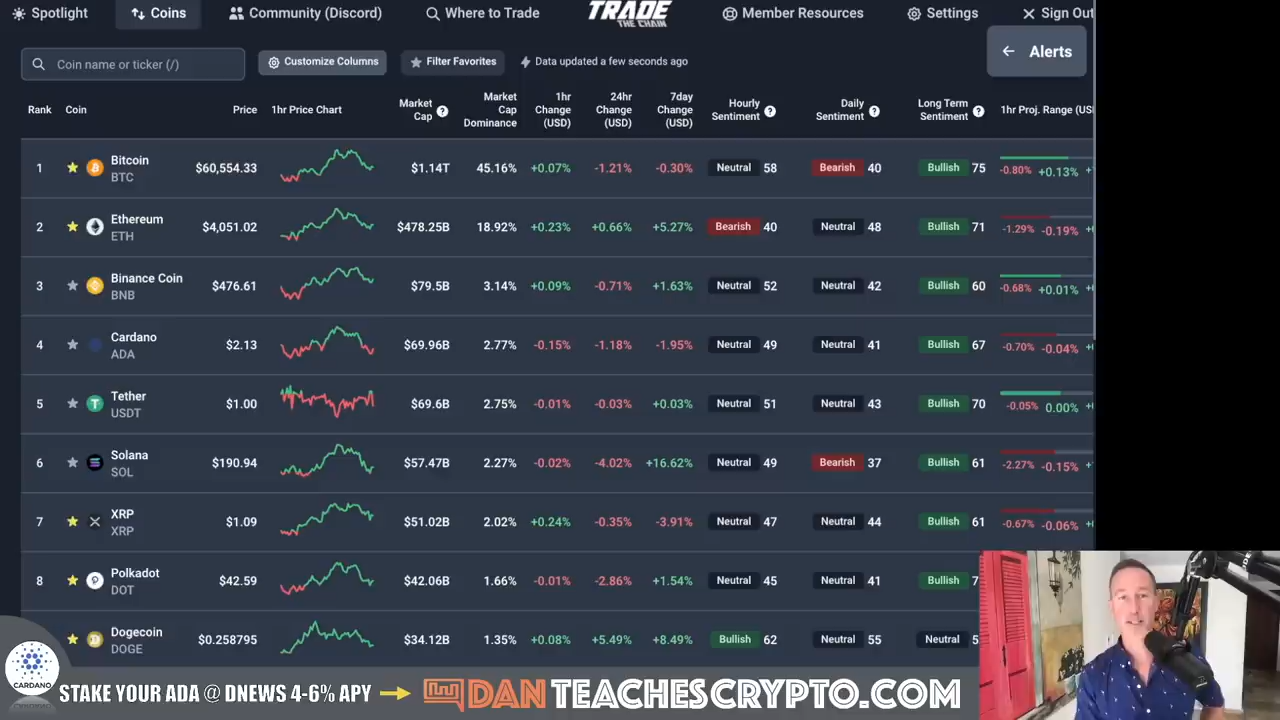 Spotlight Coins Community (Discord) Where to Trade TRADE THE CHAIN Member Resources Settings Sign Out
Coin name or ticker (/) Customize Columns Filter Favorites Data updated a few seconds ago Alerts
Rank Coin Price 1hr Price Chart Market Cap ? Market Cap Dominance 1hr Change (USD) 24hr Change (USD) 7day Change (USD) Hourly Sentiment ? Daily Sentiment ? Long Term Sentiment ? 1hr Proj. Range (US
1 Bitcoin BTC $60,554.33 $1.14T 45.16% +0.07% -1.21% -0.30% Neutral 58 Bearish 40 Bullish 75 -0.80% +0.13%
2 Ethereum ETH $4,051.02 $478.25B 18.92% +0.23% +0.66% +5.27% Bearish 40 Neutral 48 Bullish 71 -1.29% -0.19%
3 Binance Coin BNB $476.61 $79.5B 3.14% +0.09% -0.71% +1.63% Neutral 52 Neutral 42 Bullish 60 -0.68% +0.01%
4 Cardano ADA $2.13 $69.96B 2.77% -0.15% -1.18% -1.95% Neutral 49 Neutral 41 Bullish 67 -0.70% -0.04%
5 Tether USDT $1.00 $69.6B 2.75% -0.01% -0.03% +0.03% Neutral 51 Neutral 43 Bullish 70 -0.05% 0.00%
6 Solana SOL $190.94 $57.47B 2.27% -0.02% -4.02% +16.62% Neutral 49 Bearish 37 Bullish 61 -2.27% -0.15%
7 XRP XRP $1.09 $51.02B 2.02% +0.24% -0.35% -3.91% Neutral 47 Neutral 44 Bullish 61 -0.67% -0.06%
8 Polkadot DOT $42.59 $42.06B 1.66% -0.01% -2.86% +1.54% Neutral 45 Neutral 41 Bullish
Dogecoin DOGE $0.258795 $34.12B 1.35% +0.08% +5.49% +8.49% Bullish 62 Neutral 55 Neutral
CARDANO STAKE YOUR ADA @ DNEWS 4-6% APY DANTEACHESCRYPTO.COM